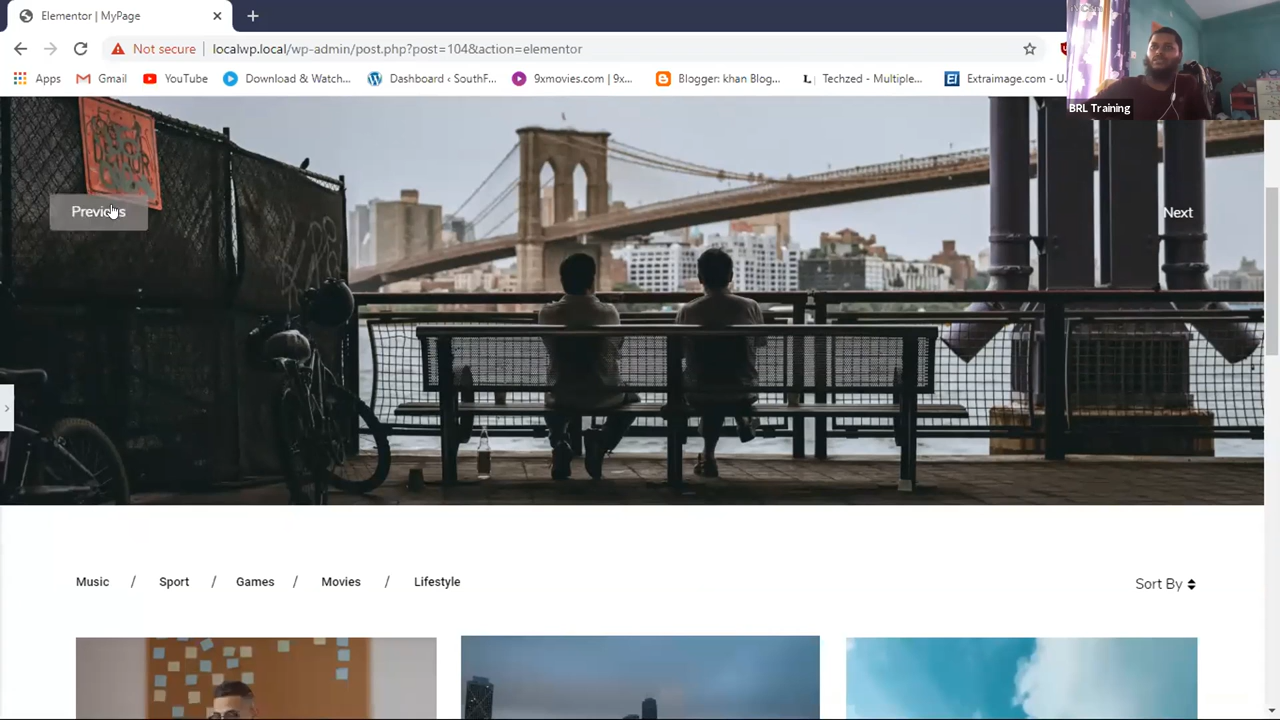 Elementor | MyPage
Not secure
localwp.local/wp-admin/post.php?post=104&action=elementor
Apps
Gmail
YouTube
Download & Watch...
Dashboard ‹ SouthF...
9xmovies.com | 9x...
Blogger: khan Blog...
Techzed - Multiple...
Extraimage.com - U...
BRL Training
Previous
Next
Music / Sport / Games / Movies / Lifestyle
Sort By